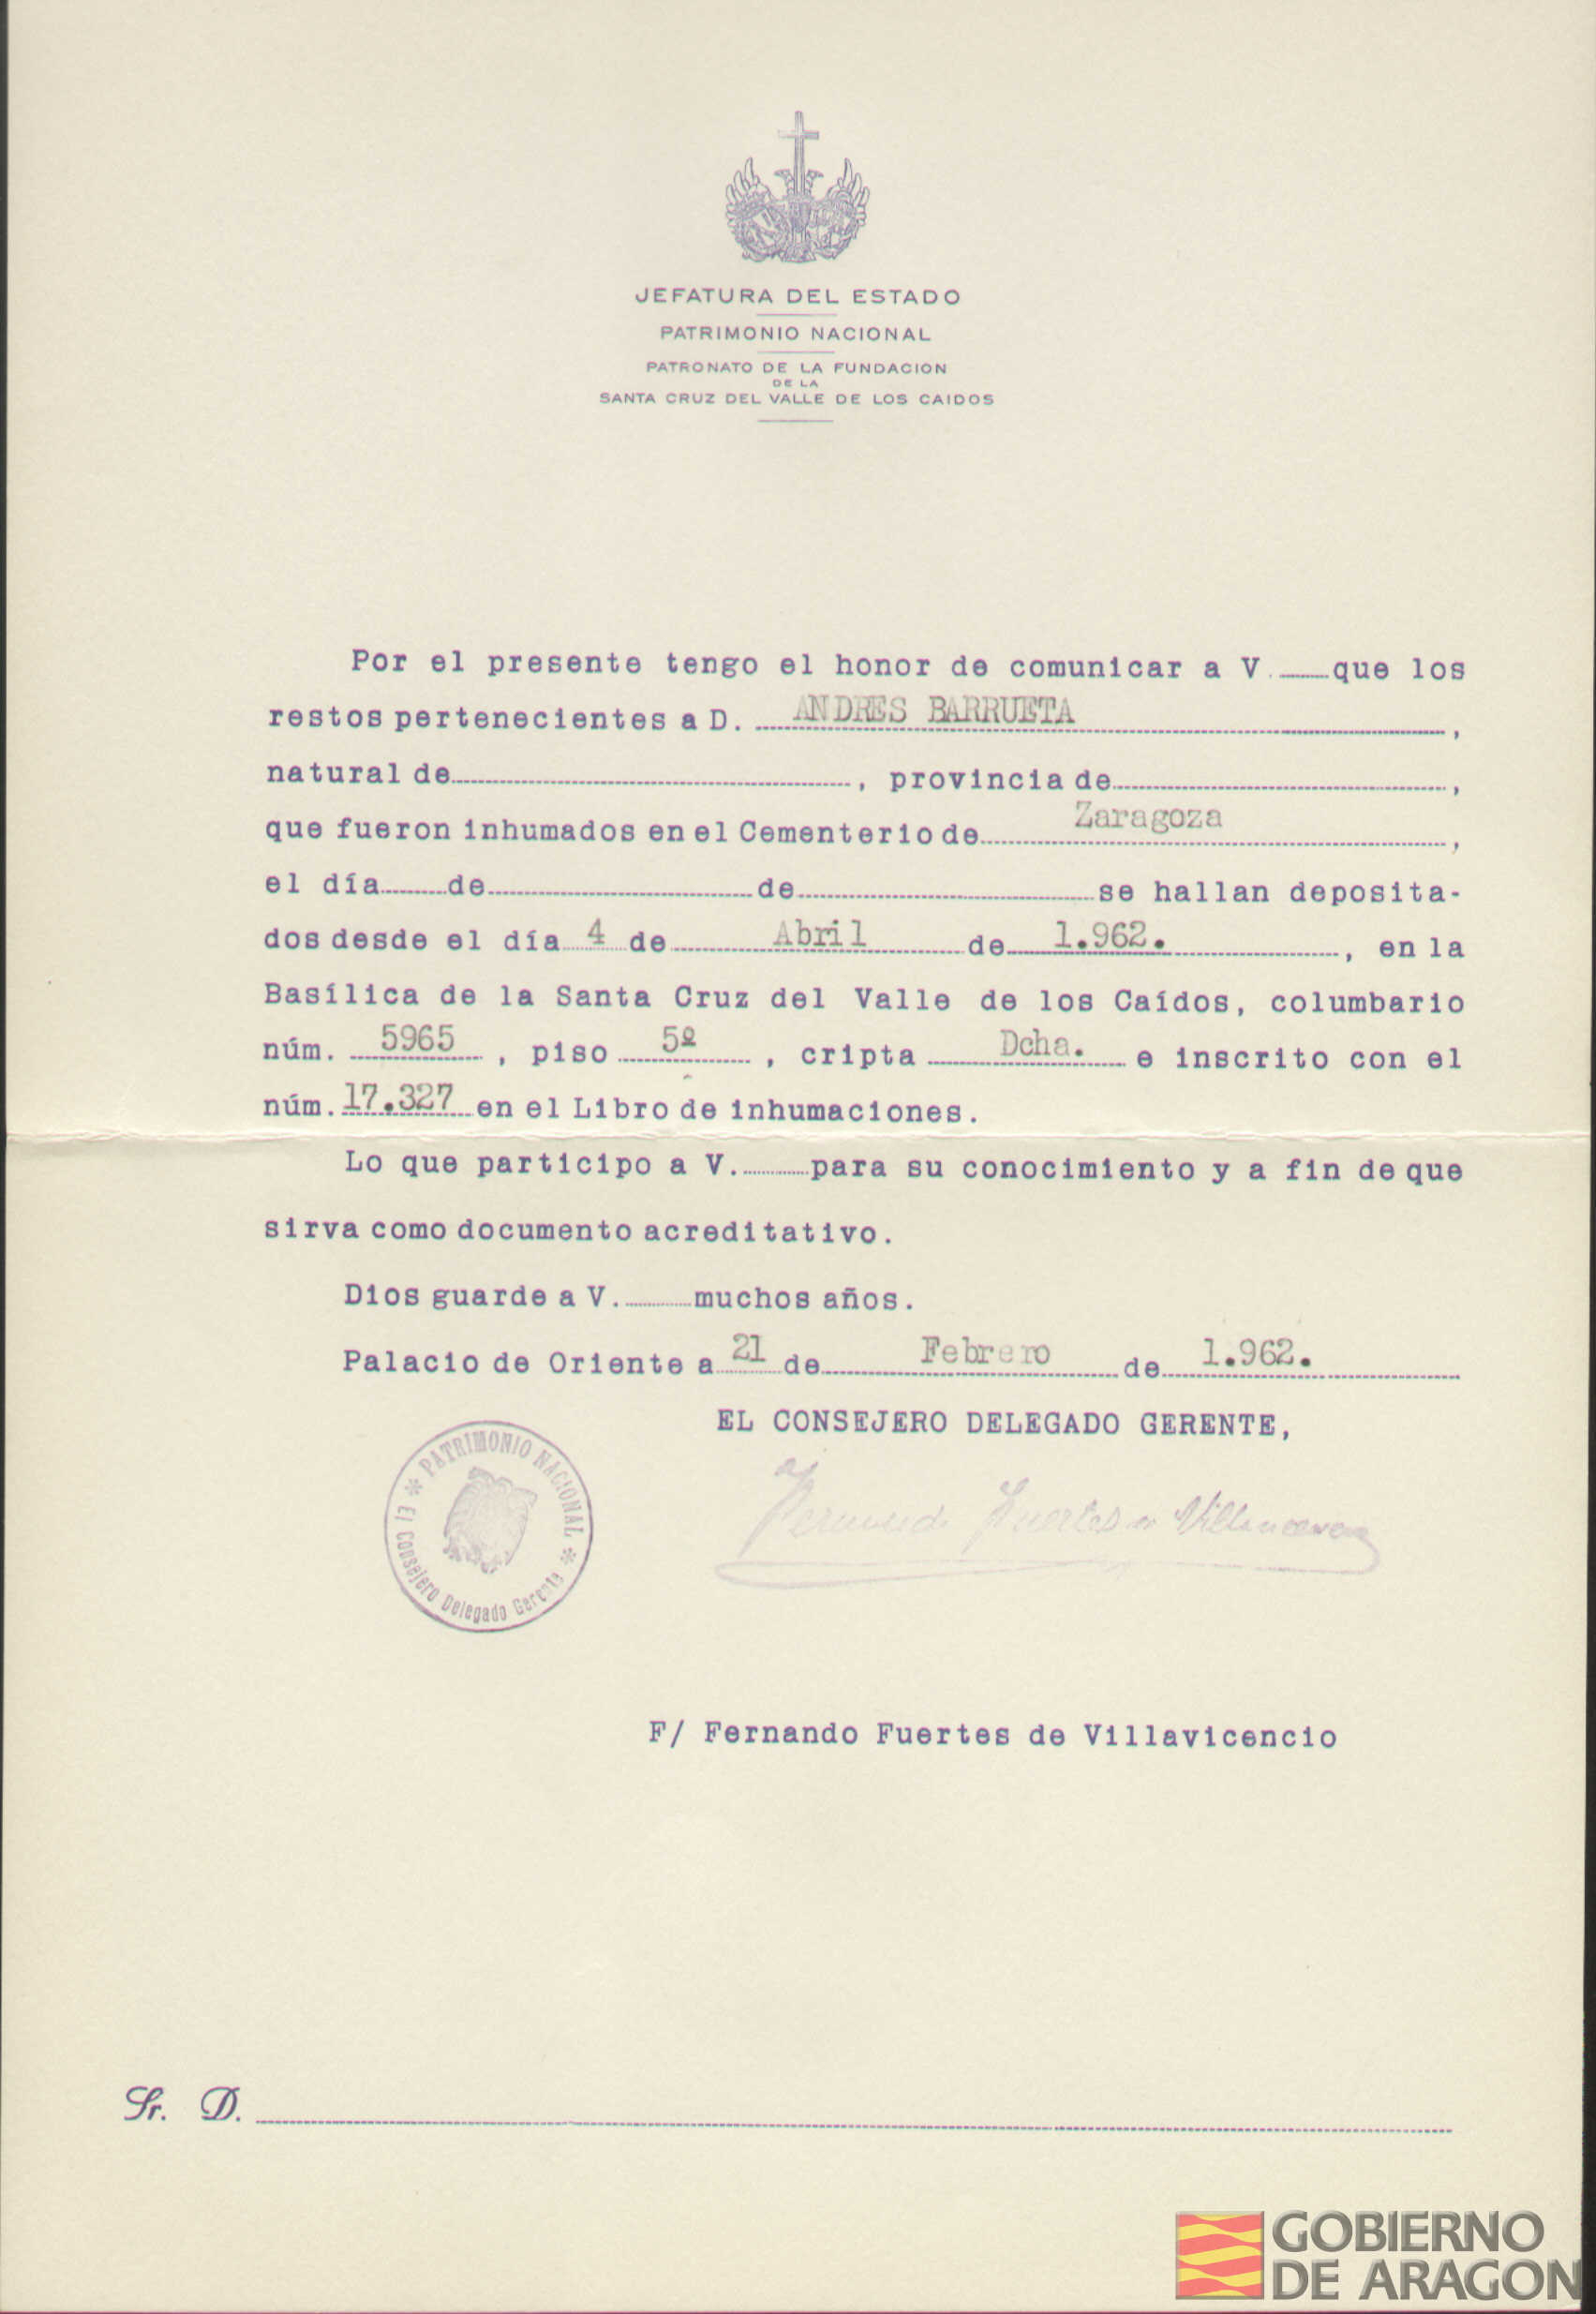 JEFATURA DEL ESTADO
PATRIMONIO NACIONAL
PATRONATO DE LA FUNDACION
DE LA
SANTA CRUZ DEL VALLE DE LOS CAIDOS
Por el presente tengo el honor de comunicar a V. que los
restos pertenecientes a D. ANDRES BARRUETA ,
natural de , provincia de ,
que fueron inhumados en el Cementerio de Zaragoza ,
el día de de se hallan deposita-
dos desde el día 4 de Abril de 1.962. , en la
Basílica de la Santa Cruz del Valle de los Caídos, columbario
núm. 5965 , piso 5º , cripta Dcha. e inscrito con el
núm. 17.327 en el Libro de inhumaciones.
Lo que participo a V. para su conocimiento y a fin de que
sirva como documento acreditativo.
Dios guarde a V. muchos años.
Palacio de Oriente a 21 de Febrero de 1.962.
EL CONSEJERO DELEGADO GERENTE,
* PATRIMONIO NACIONAL *
El Consejero Delegado Gerente
Fernando Fuertes de Villavicencio
F/ Fernando Fuertes de Villavicencio
Sr. D.
GOBIERNO
DE ARAGON